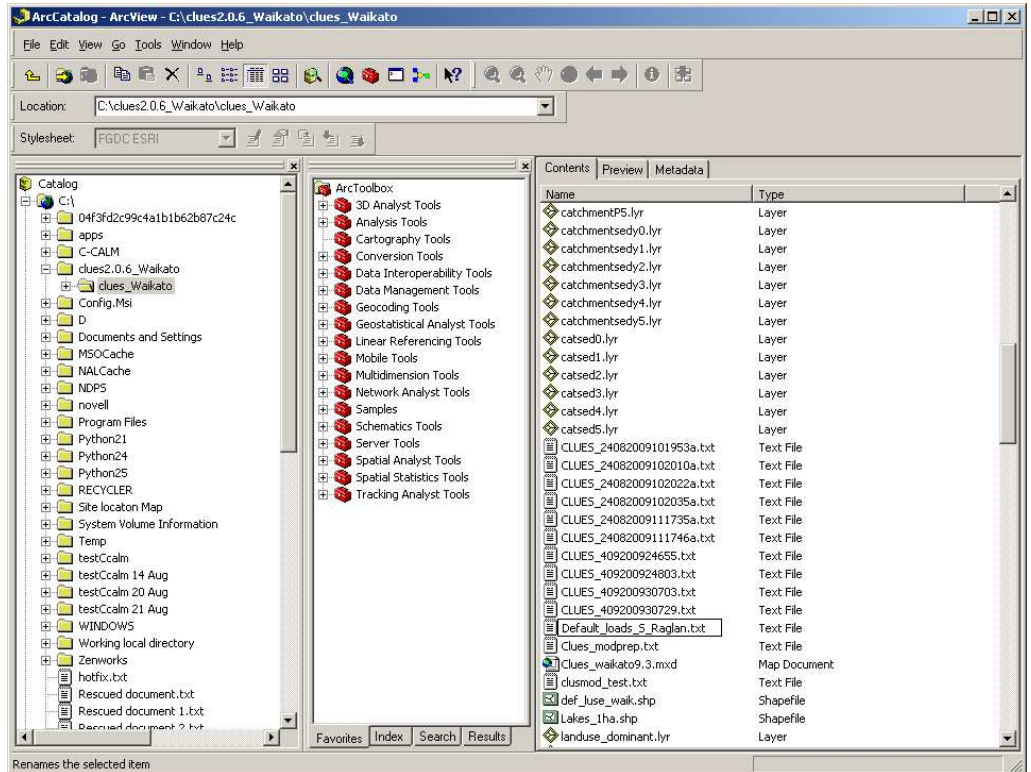 ArcCatalog - ArcView - C:\clues2.0.6_Waikato\clues_Waikato
File Edit View Go Tools Window Help
Location: C:\clues2.0.6_Waikato\clues_Waikato
Stylesheet: FGDC ESRI
Catalog
C:\
04f3fd2c99c4a1b1b62b87c24c
apps
C-CALM
clues2.0.6_Waikato
clues_Waikato
Config.Msi
D
Documents and Settings
MSOCache
NALCache
NDPS
novell
Program Files
Python21
Python24
Python25
RECYCLER
Site locaton Map
System Volume Information
Temp
testCcalm
testCcalm 14 Aug
testCcalm 20 Aug
testCcalm 21 Aug
WINDOWS
Working local directory
Zenworks
hotfix.txt
Rescued document.txt
Rescued document 1.txt
Rescued document 2.txt
ArcToolbox
3D Analyst Tools
Analysis Tools
Cartography Tools
Conversion Tools
Data Interoperability Tools
Data Management Tools
Geocoding Tools
Geostatistical Analyst Tools
Linear Referencing Tools
Mobile Tools
Multidimension Tools
Network Analyst Tools
Samples
Schematics Tools
Server Tools
Spatial Analyst Tools
Spatial Statistics Tools
Tracking Analyst Tools
Favorites Index Search Results
Contents Preview Metadata
Name Type
catchmentP5.lyr Layer
catchmentsedy0.lyr Layer
catchmentsedy1.lyr Layer
catchmentsedy2.lyr Layer
catchmentsedy3.lyr Layer
catchmentsedy4.lyr Layer
catchmentsedy5.lyr Layer
catsed0.lyr Layer
catsed1.lyr Layer
catsed2.lyr Layer
catsed3.lyr Layer
catsed4.lyr Layer
catsed5.lyr Layer
CLUES_24082009101953a.txt Text File
CLUES_24082009102010a.txt Text File
CLUES_24082009102022a.txt Text File
CLUES_24082009102035a.txt Text File
CLUES_24082009111735a.txt Text File
CLUES_24082009111746a.txt Text File
CLUES_409200924655.txt Text File
CLUES_409200924803.txt Text File
CLUES_409200930703.txt Text File
CLUES_409200930729.txt Text File
Default_loads_S_Raglan.txt Text File
Clues_modprep.txt Text File
Clues_waikato9.3.mxd Map Document
clusmod_test.txt Text File
def_luse_waik.shp Shapefile
Lakes_1ha.shp Shapefile
landuse_dominant.lyr Layer
Renames the selected item